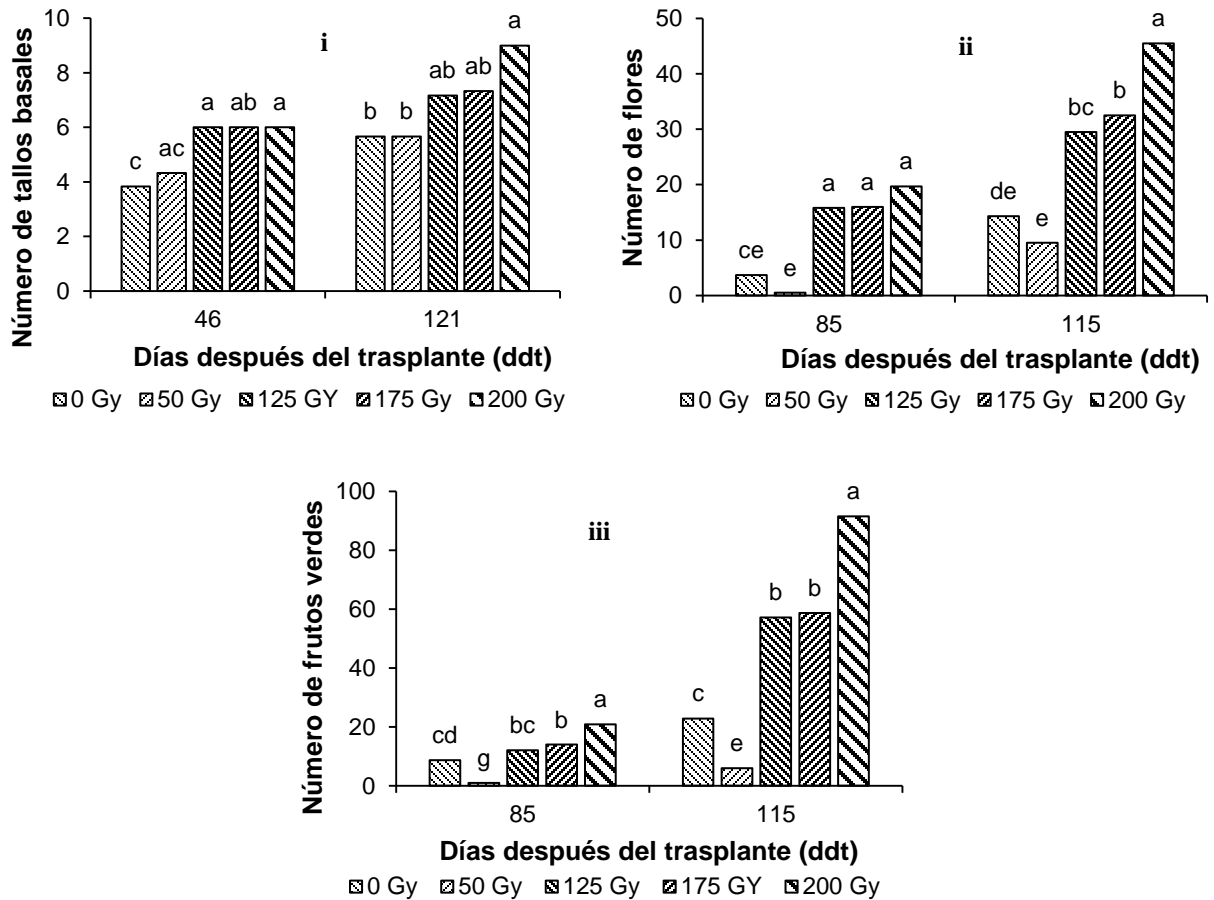 Número de tallos basales
10
8
6
4
2
0
i
c
ac
a
ab
a
b
b
ab
ab
a
46
121
Días después del trasplante (ddt)
0 Gy 50 Gy 125 GY 175 Gy 200 Gy
Número de flores
50
40
30
20
10
0
ii
ce
e
a
a
a
de
e
bc
b
a
85
115
Días después del trasplante (ddt)
0 Gy 50 Gy 125 Gy 175 Gy 200 Gy
Número de frutos verdes
100
80
60
40
20
0
iii
cd
g
bc
b
a
c
e
b
b
a
85
115
Días después del trasplante (ddt)
0 Gy 50 Gy 125 Gy 175 GY 200 Gy